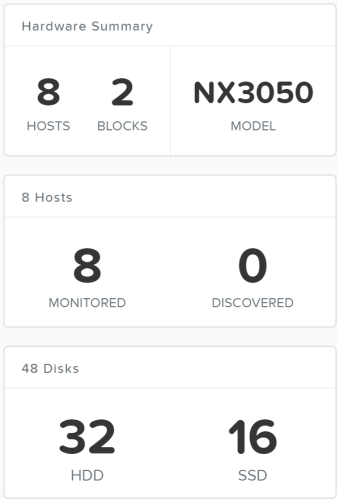 Hardware Summary
8 2 NX3050
HOSTS BLOCKS MODEL
8 Hosts
8 0
MONITORED DISCOVERED
48 Disks
32 16
HDD SSD